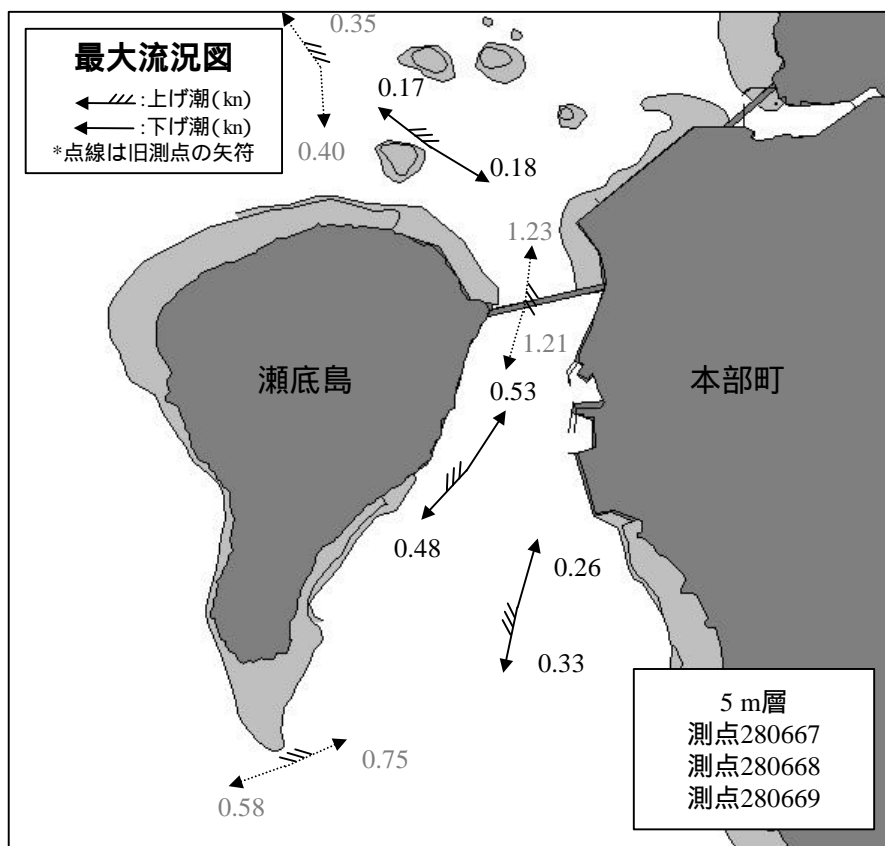 最大流況図
:上げ潮(kn)
:下げ潮(kn)
*点線は旧測点の矢符
0.35
0.40
0.17
0.18
1.23
1.21
瀬底島
本部町
0.53
0.48
0.26
0.33
0.75
0.58
5 m層
測点280667
測点280668
測点280669